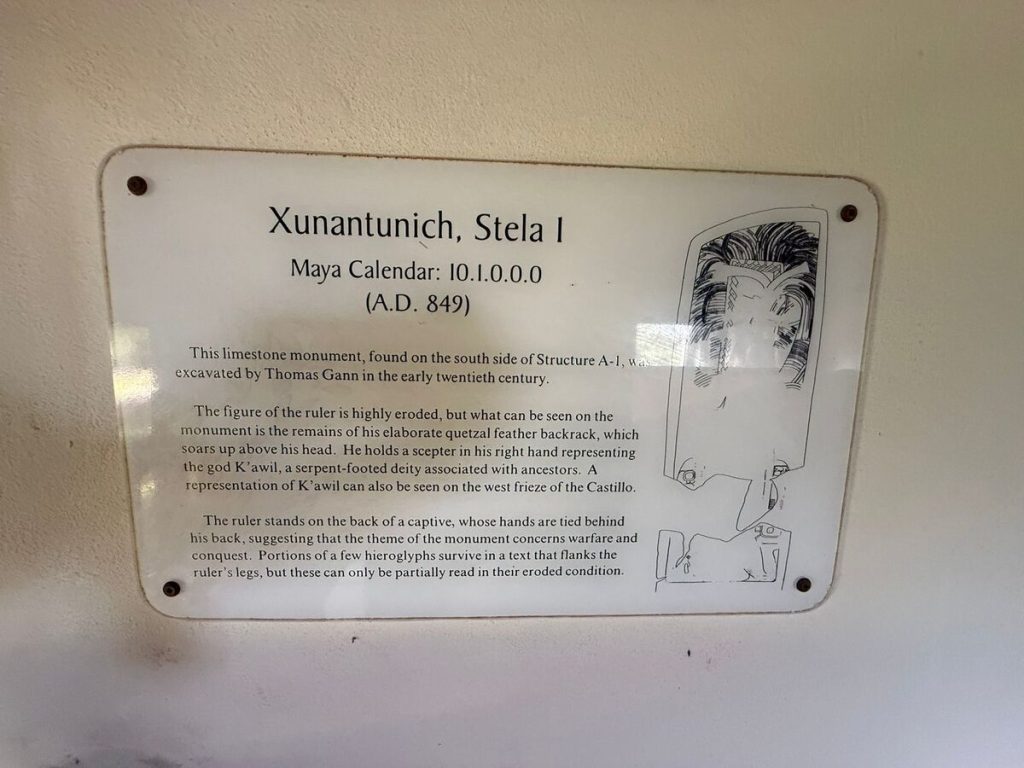 Xunantunich, Stela 1
Maya Calendar: 10.1.0.0.0
(A.D. 849)
This limestone monument, found on the south side of Structure A-1, was
excavated by Thomas Gann in the early twentieth century.
The figure of the ruler is highly eroded, but what can be seen on the
monument is the remains of his elaborate quetzal feather backrack, which
soars up above his head. He holds a scepter in his right hand representing
the god K'awil, a serpent-footed deity associated with ancestors. A
representation of K'awil can also be seen on the west frieze of the Castillo.
The ruler stands on the back of a captive, whose hands are tied behind
his back, suggesting that the theme of the monument concerns warfare and
conquest. Portions of a few hieroglyphs survive in a text that flanks the
ruler's legs, but these can only be partially read in their eroded condition.